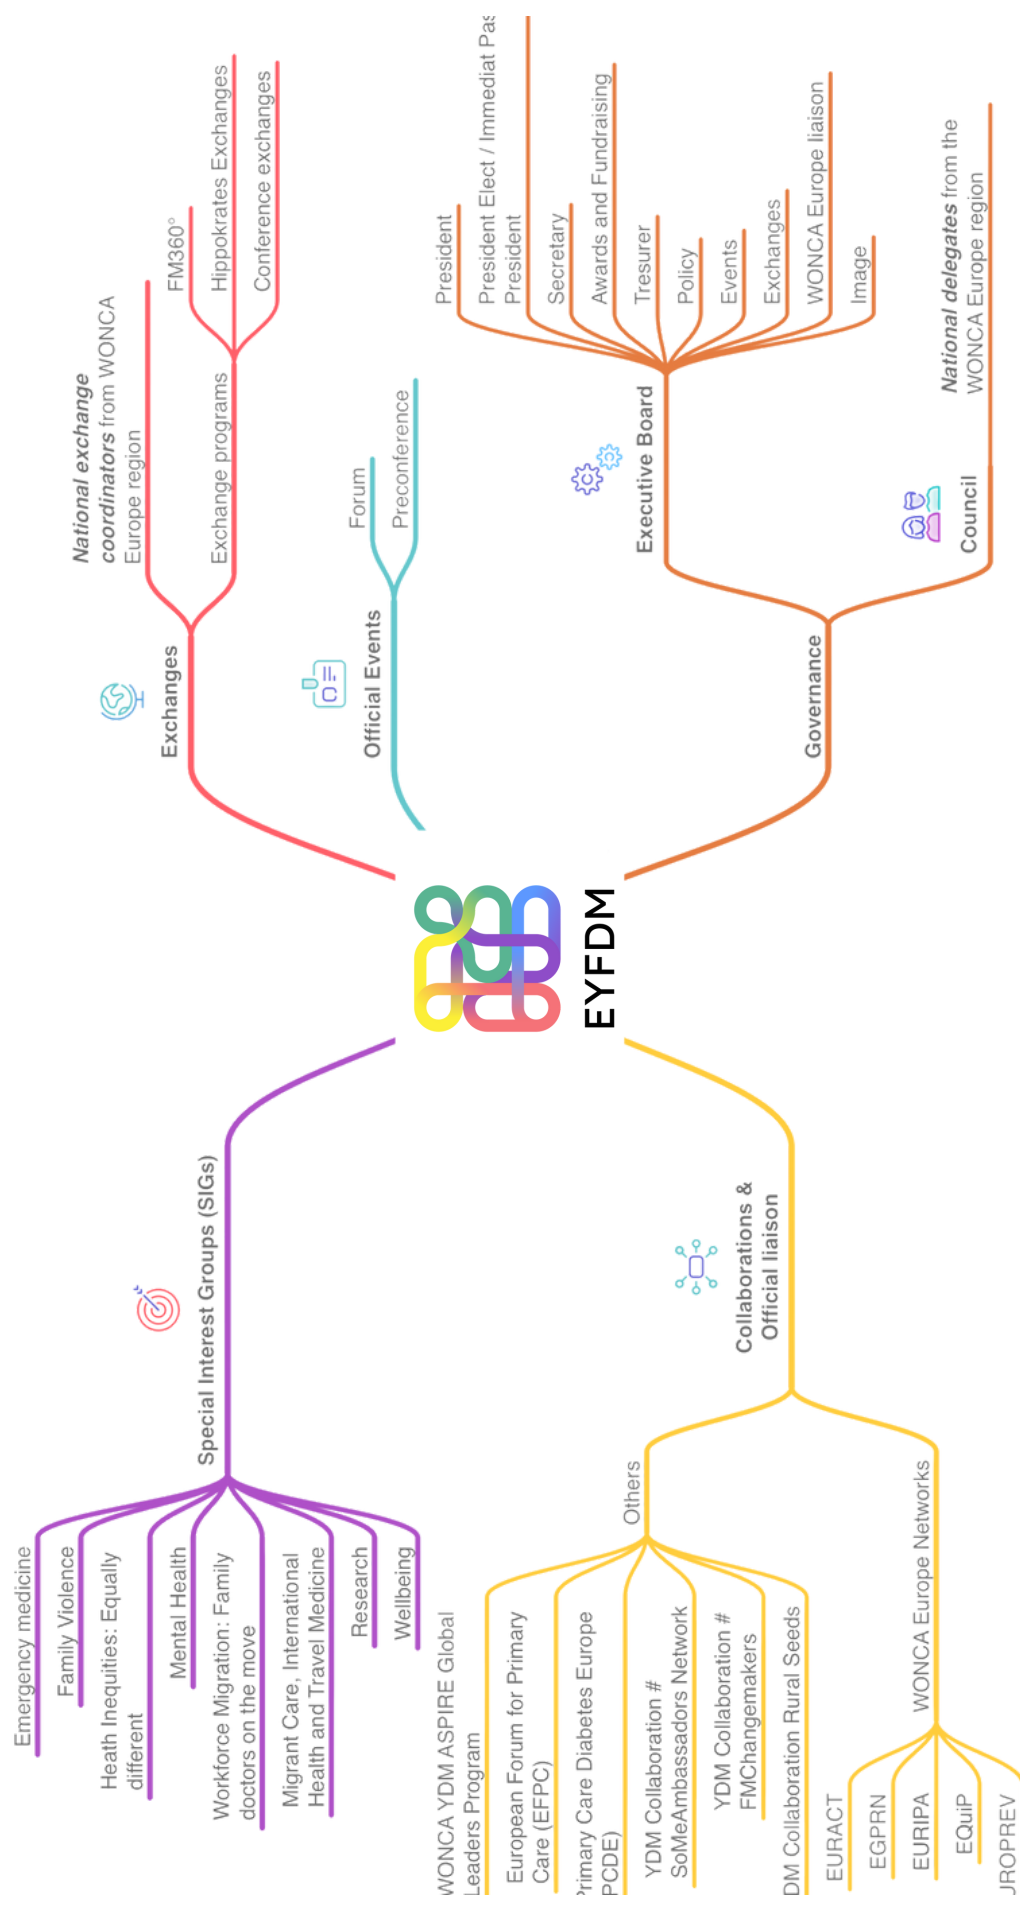 Emergency medicine
Family Violence
Heath Inequities: Equally
different
Mental Health
Workforce Migration: Family
doctors on the move
Migrant Care, International
Health and Travel Medicine
Research
Wellbeing
Special Interest Groups (SIGs)
WONCA YDM ASPIRE Global
Leaders Program
European Forum for Primary
Care (EFPC)
Primary Care Diabetes Europe
PCDE)
YDM Collaboration #
SoMeAmbassadors Network
YDM Collaboration #
FMChangemakers
DM Collaboration Rural Seeds
Others
EURACT
EGPRN
EURIPA
EQuiP
UROPREV
WONCA Europe Networks
Collaborations &
Official liaison
EYFDM
Exchanges
National exchange
coordinators from WONCA
Europe region
Exchange programs
FM360°
Hippokrates Exchanges
Conference exchanges
Official Events
Forum
Preconference
Governance
Executive Board
President
President Elect / Immediat Pas
President
Secretary
Awards and Fundraising
Tresurer
Policy
Events
Exchanges
WONCA Europe liaison
Image
Council
National delegates from the
WONCA Europe region